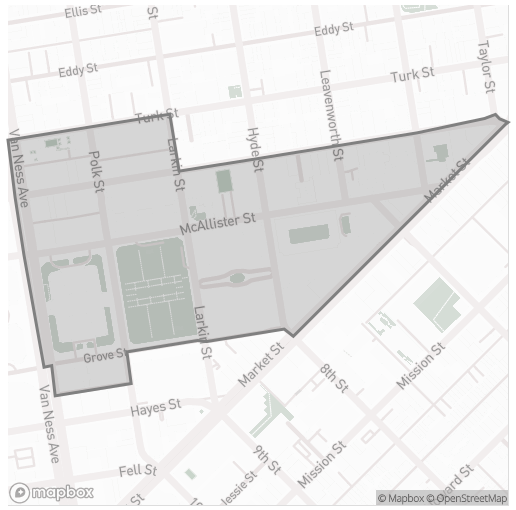 Ellis St
St
Eddy St
Eddy St
Turk St
Taylor St
Leavenworth St
Turk St
Van Ness Ave
Polk St
Larkin St
Hyde St
Market St
McAllister St
Larkin St
Grove St
Market St
8th St
Mission St
Van Ness Ave
Hayes St
9th St
Mission St
Fell St
Jessie St
St
ard St
mapbox
© Mapbox © OpenStreetMap